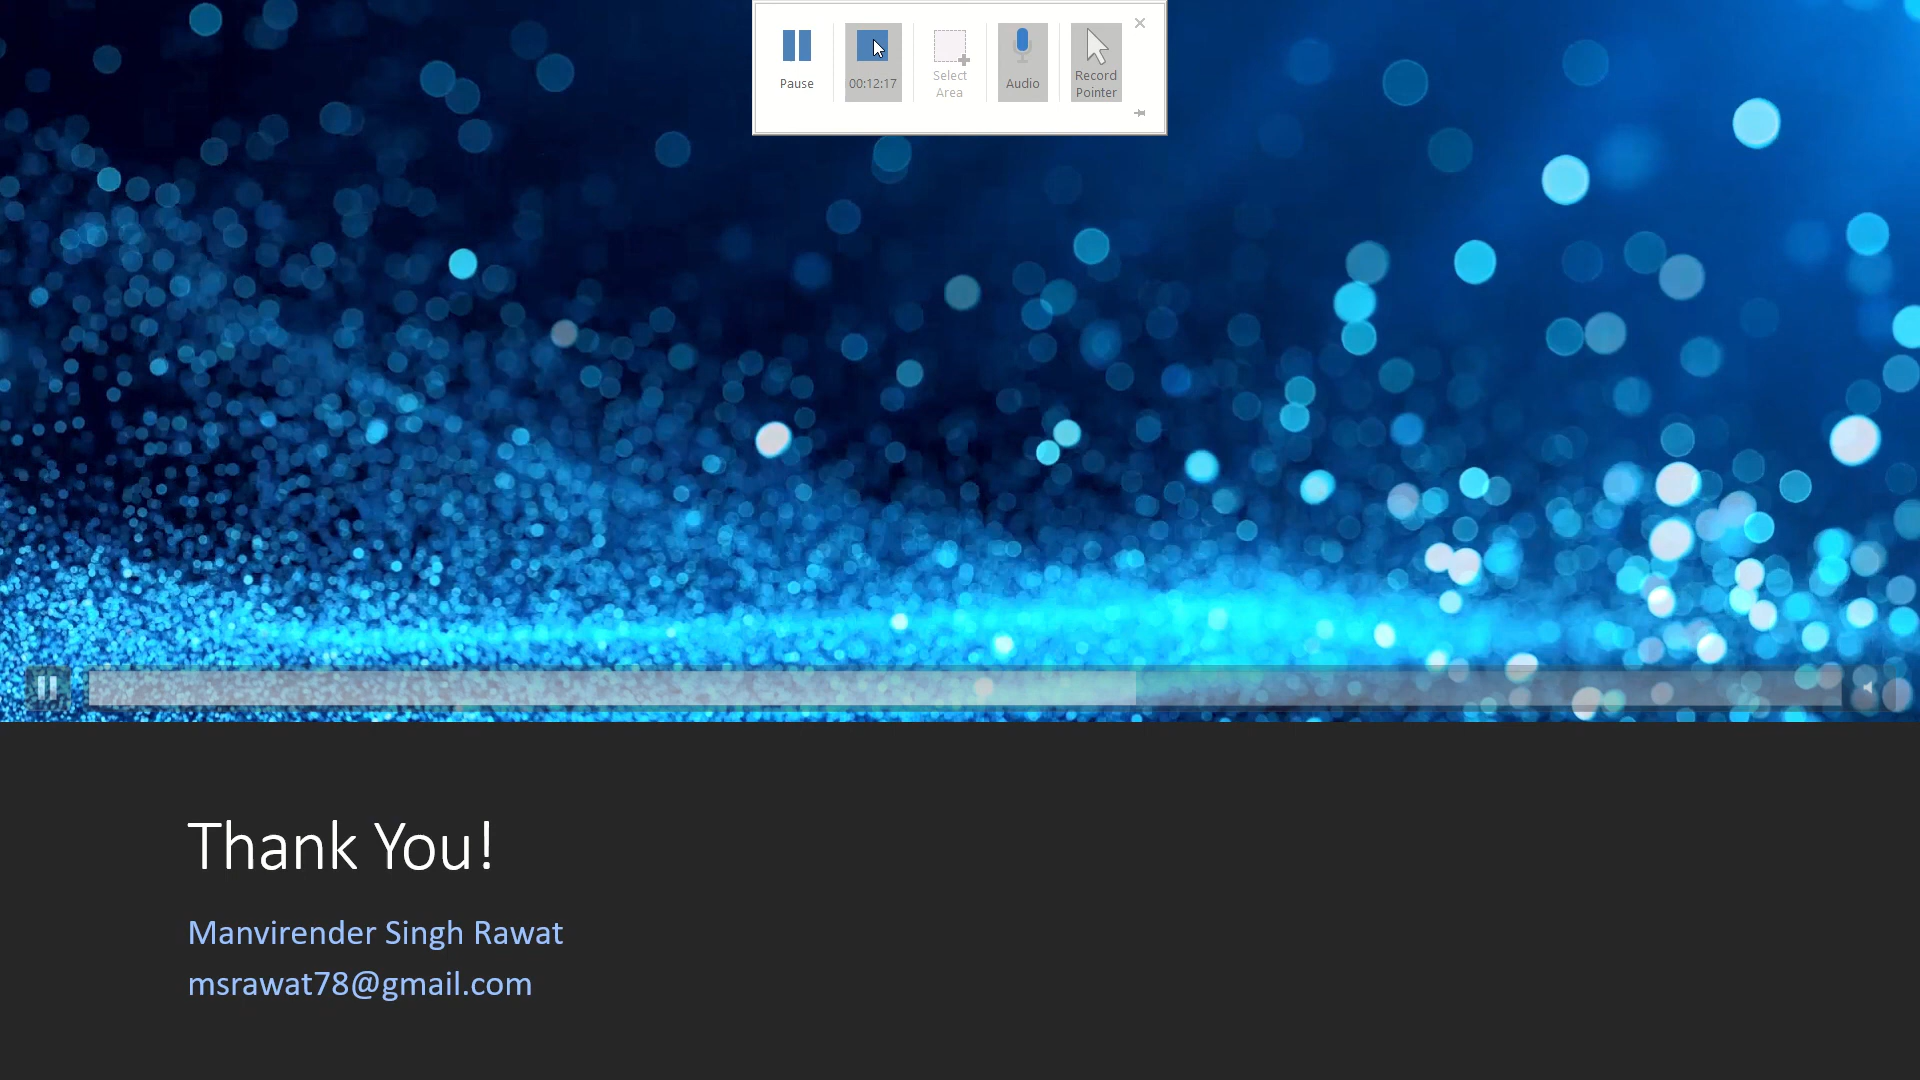 Pause
00:12:17
Select
Area
Audio
Record
Pointer
Thank You!
Manvirender Singh Rawat
msrawat78@gmail.com